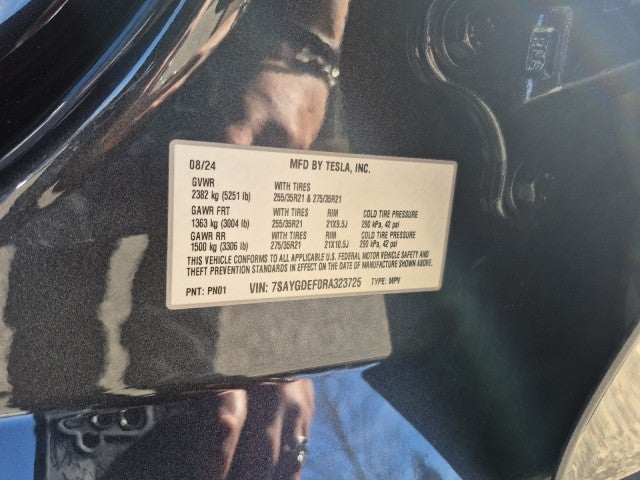 08/24 MFD BY TESLA, INC.
GVWR WITH TIRES
2382 kg (5251 lb) 255/35R21 & 275/35R21
GAWR FRT WITH TIRES RIM COLD TIRE PRESSURE
1363 kg (3004 lb) 255/35R21 21X9.5J 290 kPa, 42 psi
GAWR RR WITH TIRES RIM COLD TIRE PRESSURE
1500 kg (3306 lb) 275/35R21 21X10.5J 290 kPa, 42 psi
THIS VEHICLE CONFORMS TO ALL APPLICABLE U.S. FEDERAL MOTOR VEHICLE SAFETY AND
THEFT PREVENTION STANDARDS IN EFFECT ON THE DATE OF MANUFACTURE SHOWN ABOVE.
PNT: PN01 VIN: 7SAYGDEF0RA323725 TYPE: MPV